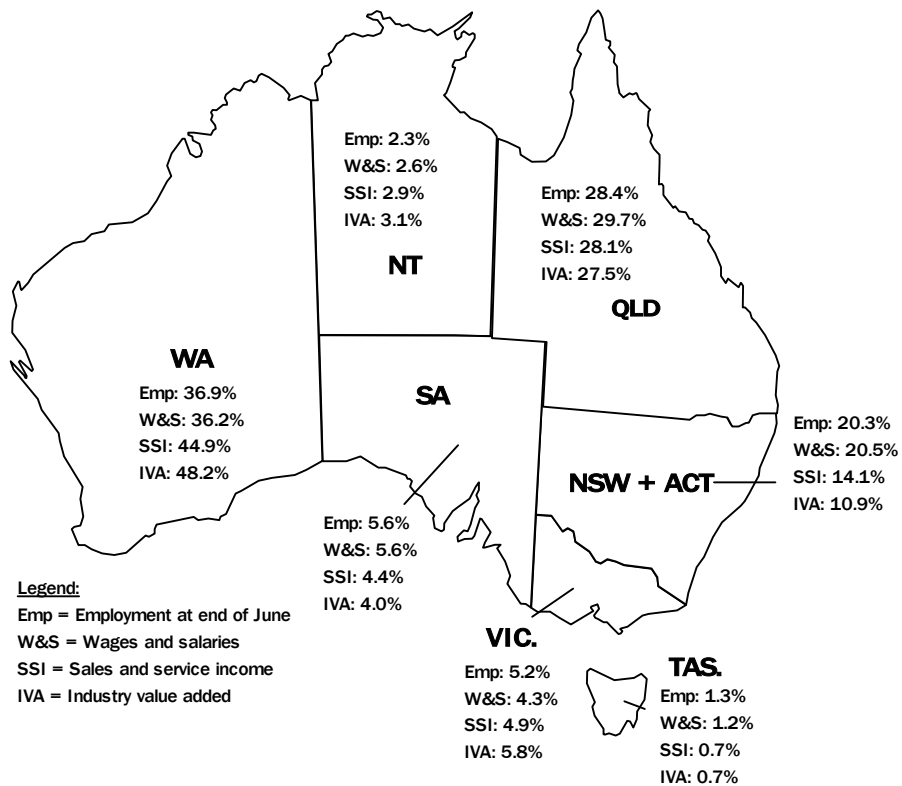 Emp: 2.3%
W&S: 2.6%
SSI: 2.9%
IVA: 3.1%
NT
Emp: 28.4%
W&S: 29.7%
SSI: 28.1%
IVA: 27.5%
QLD
WA
Emp: 36.9%
W&S: 36.2%
SSI: 44.9%
IVA: 48.2%
SA
Emp: 5.6%
W&S: 5.6%
SSI: 4.4%
IVA: 4.0%
NSW + ACT
Emp: 20.3%
W&S: 20.5%
SSI: 14.1%
IVA: 10.9%
Legend:
Emp = Employment at end of June
W&S = Wages and salaries
SSI = Sales and service income
IVA = Industry value added
VIC.
Emp: 5.2%
W&S: 4.3%
SSI: 4.9%
IVA: 5.8%
TAS.
Emp: 1.3%
W&S: 1.2%
SSI: 0.7%
IVA: 0.7%